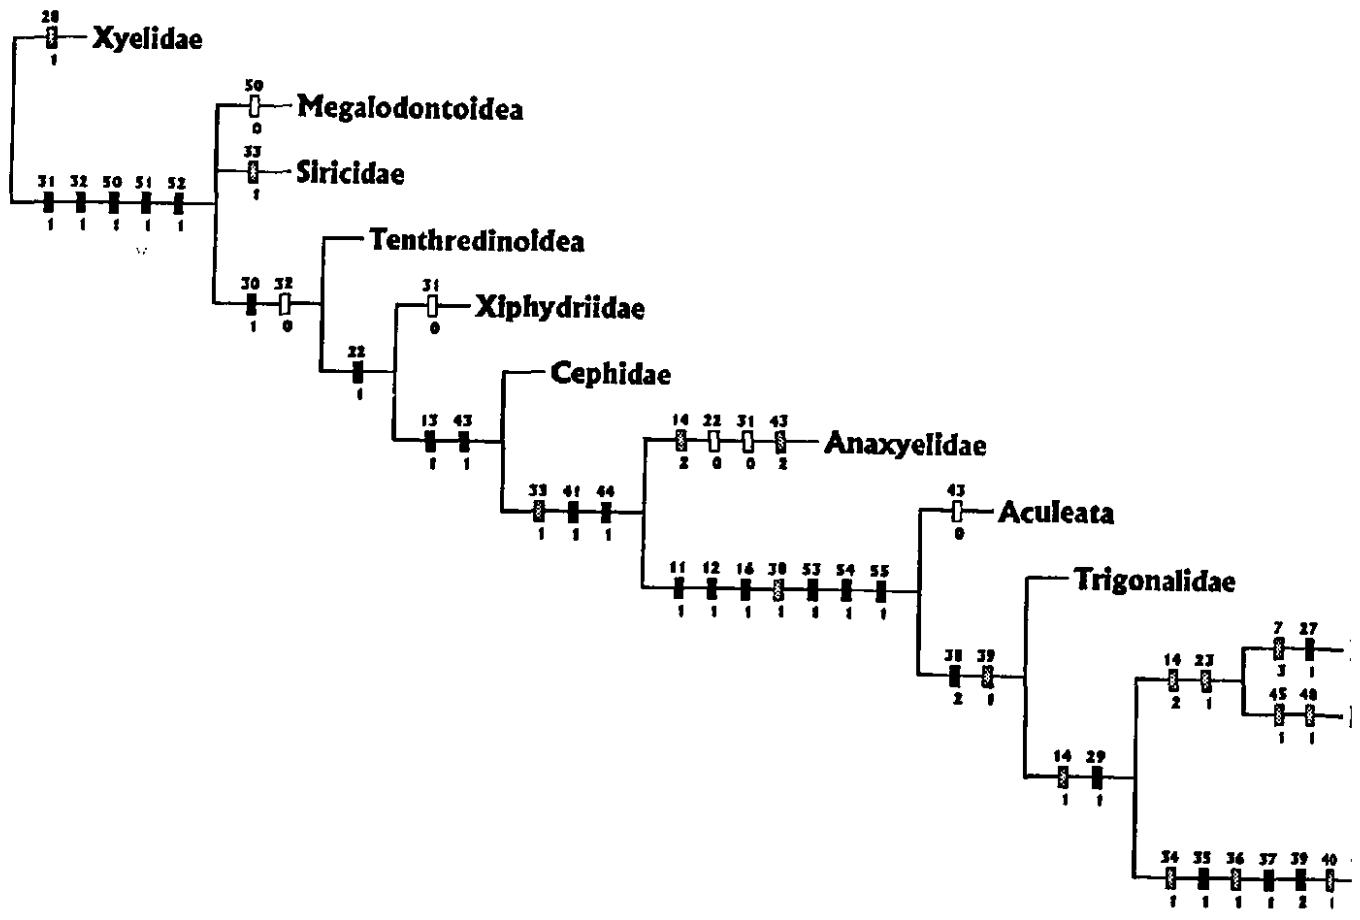 28
Xyelidae
1
50
Megalodontoidea
0
33
Siricidae
1
31 32 50 51 52
1 1 1 1 1
Tenthredinoidea
30 32
1 0
31
Xiphydriidae
0
22
1
Cephidae
13 43
1 1
14 22 31 43
Anaxyelidae
2 0 0 2
33 41 44
1 1 1
43
Aculeata
0
11 12 16 38 53 54 55
1 1 1 1 1 1 1
Trigonalidae
38 39
2 1
7 27
3 1
14 23
2 1
45 48
1 1
14 29
1 1
34 35 36 37 39 40
1 1 1 1 2 1